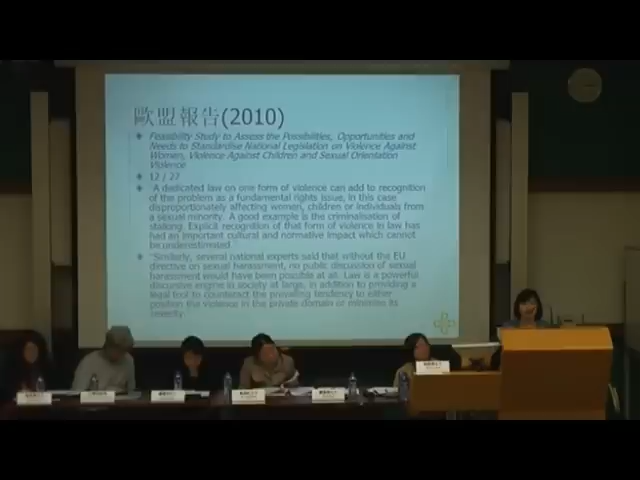 歐盟報告(2010)
Feasibility Study to Assess the Possibilities, Opportunities and
Needs to Standardise National Legislation on Violence Against
Women, Violence Against Children and Sexual Orientation
Violence
12 / 27
"A dedicated law on one form of violence can add to recognition
of the problem as a fundamental rights issue, in this case
disproportionately affecting women, children or individuals from
a sexual minority. A good example is the criminalisation of
stalking. Explicit recognition of that form of violence in law has
had an important cultural and normative impact which cannot
be underestimated.
"Similarly, several national experts said that without the EU
directive on sexual harassment, no public discussion of sexual
harassment would have been possible at all. Law is a powerful
discursive engine in society at large, in addition to providing a
legal tool to counteract the prevailing tendency to either
position the violence in the private domain or minimise its
severity.